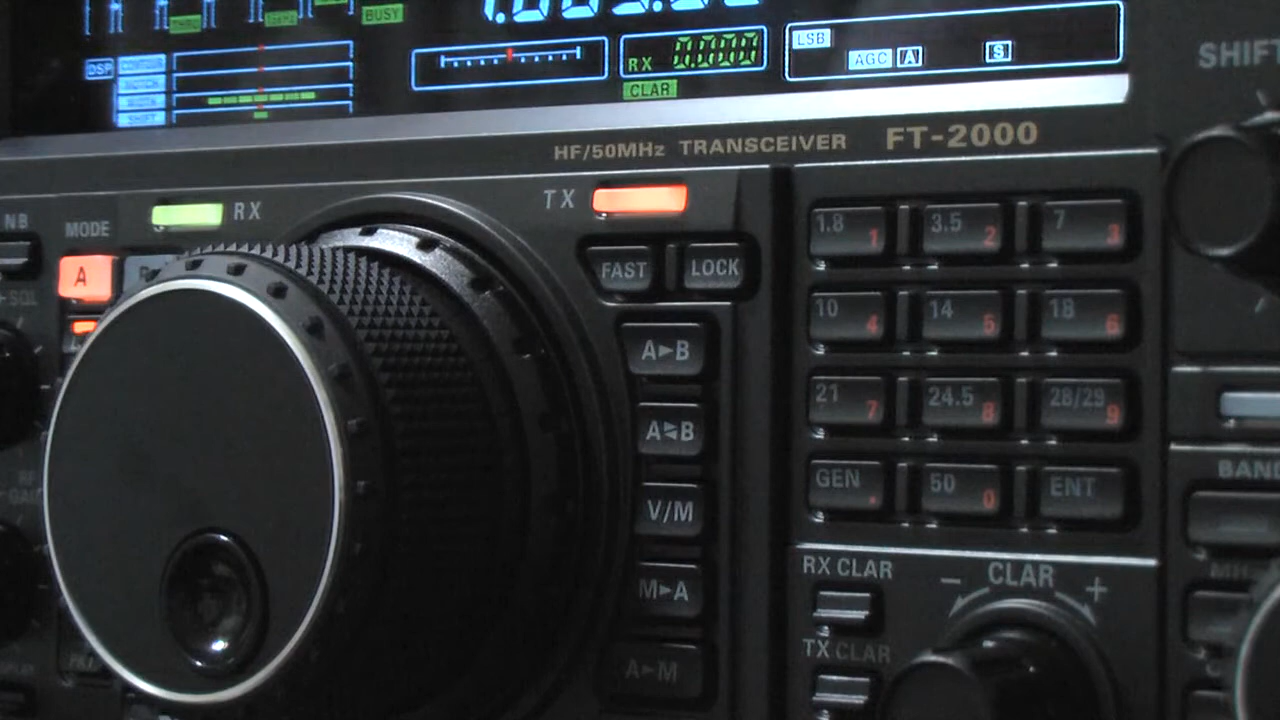 BUSY
DSP
RX 0.000
CLAR
LSB
AGC A
S
SHIFT
HF/50MHz TRANSCEIVER FT-2000
NB
MODE
RX
TX
A
FAST LOCK
1.8 1 3.5 2 7 3
10 4 14 5 18 6
21 7 24.5 8 28/29 9
GEN . 50 0 ENT
A►B
V/M
M►A
A►M
RX CLAR
− CLAR +
TX CLAR